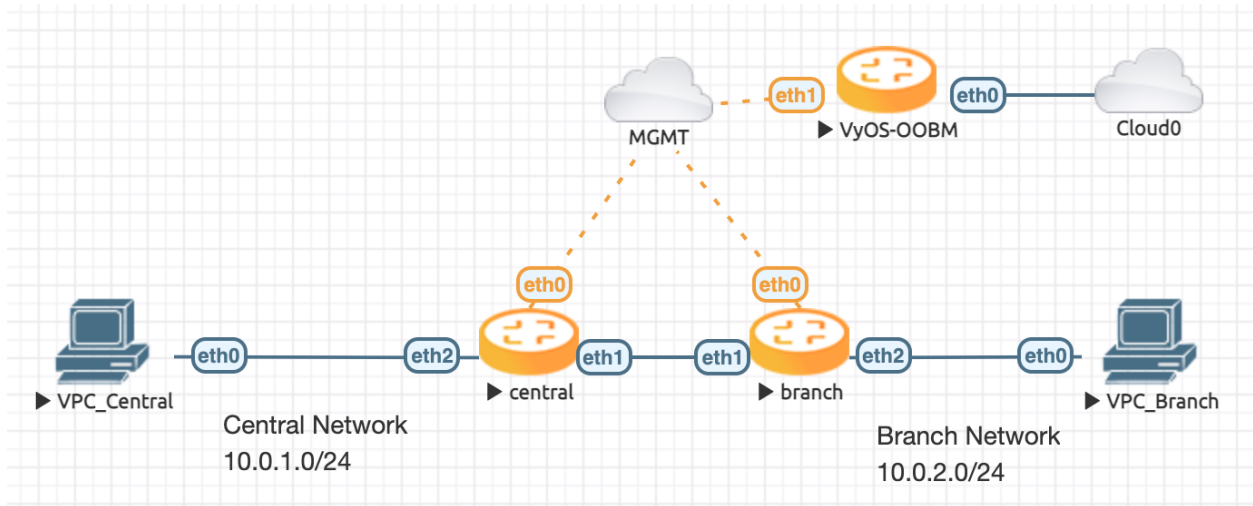 eth1
eth0
MGMT
VyOS-OOBM
Cloud0
eth0
eth0
eth0
eth2
eth1
eth1
eth2
eth0
central
branch
VPC_Central
VPC_Branch
Central Network
10.0.1.0/24
Branch Network
10.0.2.0/24